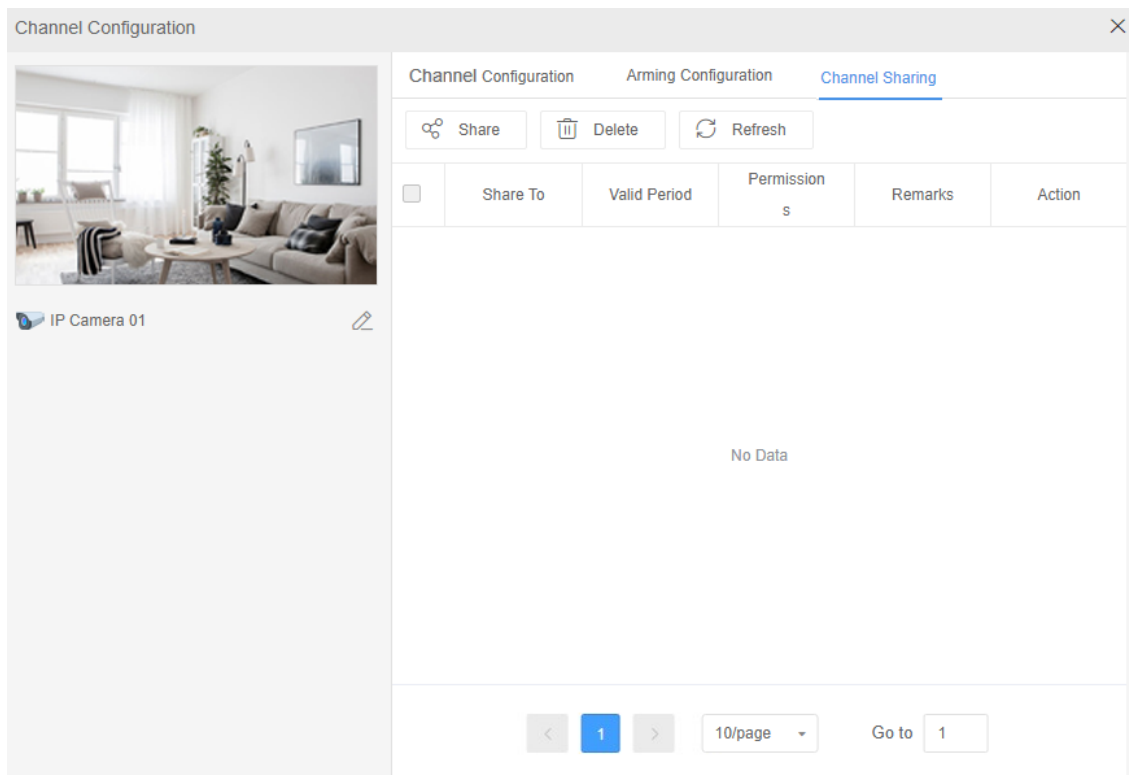 Channel Configuration
Channel Configuration Arming Configuration Channel Sharing
Share Delete Refresh
Share To Valid Period Permission
s Remarks Action
IP Camera 01
No Data
1 10/page Go to 1